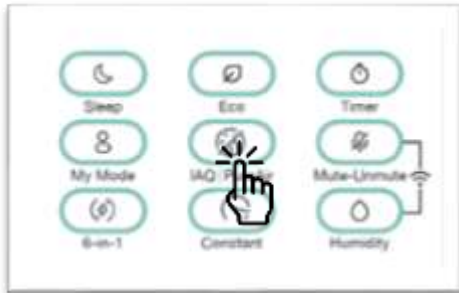 Sleep Eco Timer
My Mode IAQ Mute-Unmute
6-in-1 Constant Humidity